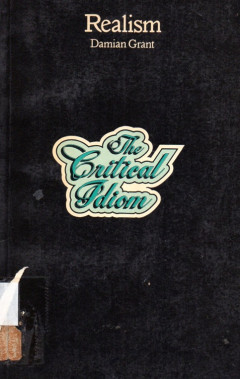 Realism
Damian Grant
The
Critical
Idiom